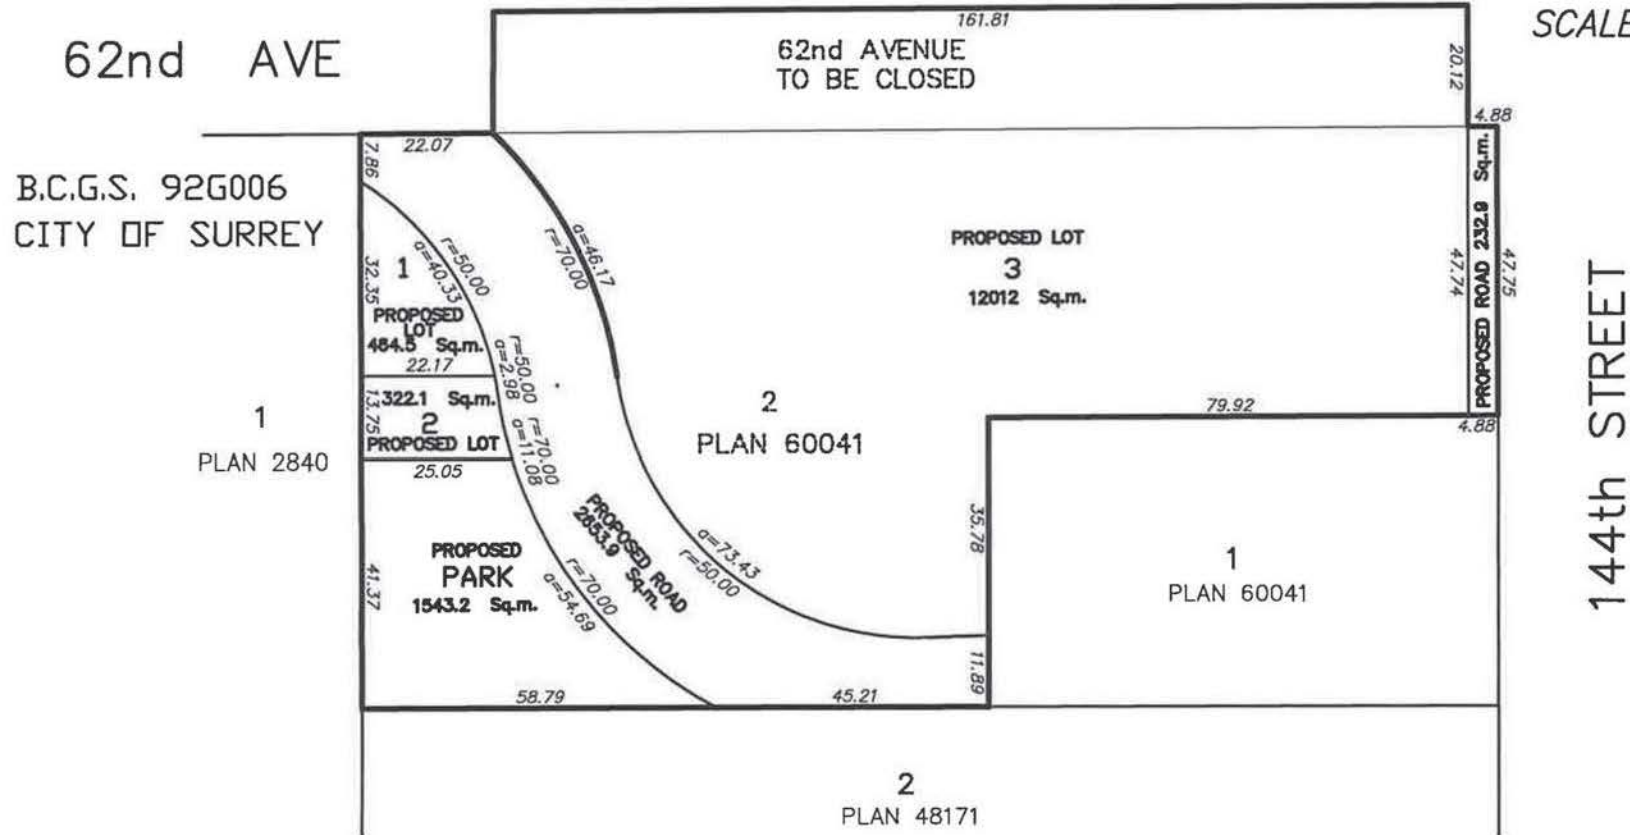 161.81
SCALE
62nd AVE
62nd AVENUE
TO BE CLOSED
20.12
4.88
22.07
7.86
B.C.G.S. 92G006
CITY OF SURREY
r=50.00
a=40.33
32.35
1
PROPOSED
LOT
464.5 Sq.m.
22.17
a=46.17
r=70.00
PROPOSED LOT
3
12012 Sq.m.
47.74
PROPOSED ROAD 232.9 Sq.m.
47.75
144th STREET
r=50.00
a=2.98
13.75
322.1 Sq.m.
2
PROPOSED LOT
25.05
r=70.00
a=11.08
1
PLAN 2840
2
PLAN 60041
79.92
4.88
PROPOSED ROAD
2653.9 Sq.m.
a=73.43
r=50.00
35.78
PROPOSED
PARK
1543.2 Sq.m.
41.37
r=70.00
a=54.69
1
PLAN 60041
11.89
58.79
45.21
2
PLAN 48171